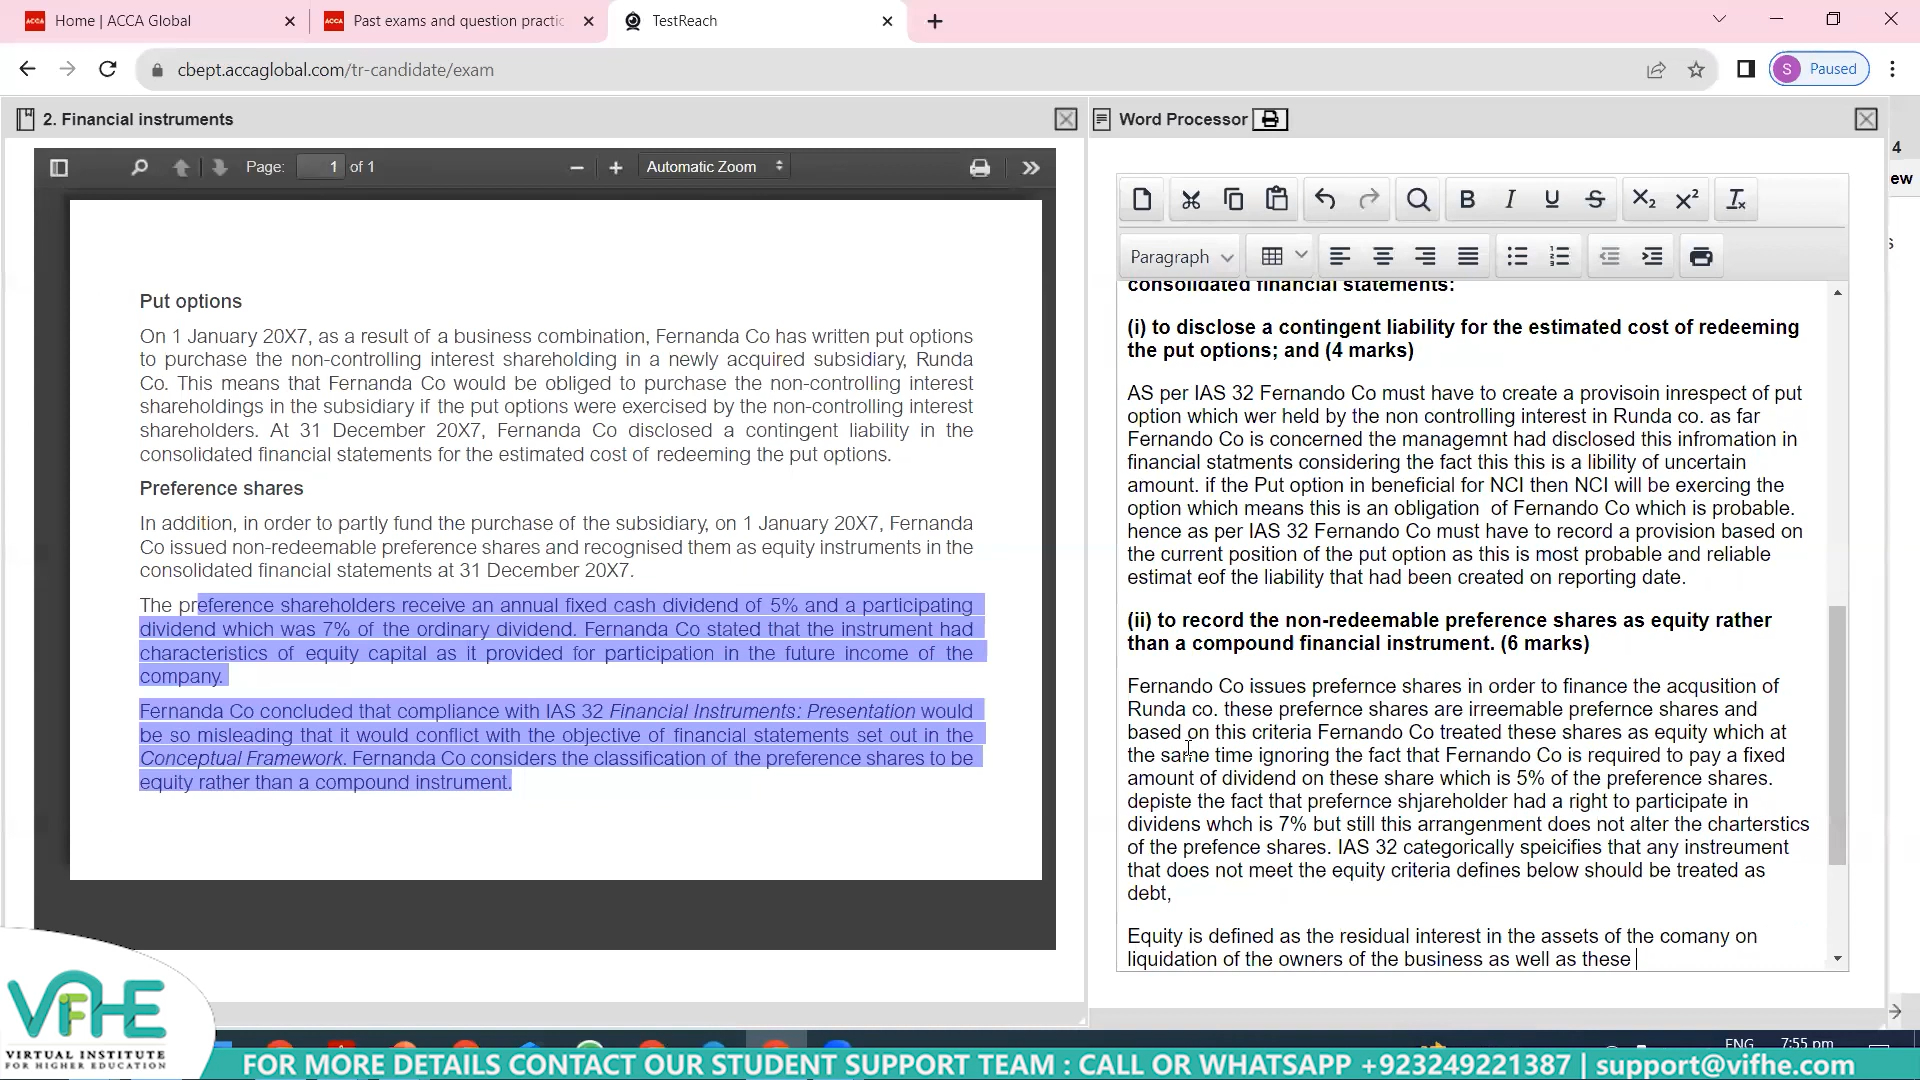 Home | ACCA Global
Past exams and question practic
TestReach
cbept.accaglobal.com/tr-candidate/exam
S Paused
2. Financial instruments
Word Processor
4
ew
Page: 1 of 1
Automatic Zoom
Paragraph
Put options
On 1 January 20X7, as a result of a business combination, Fernanda Co has written put options
to purchase the non-controlling interest shareholding in a newly acquired subsidiary, Runda
Co. This means that Fernanda Co would be obliged to purchase the non-controlling interest
shareholdings in the subsidiary if the put options were exercised by the non-controlling interest
shareholders. At 31 December 20X7, Fernanda Co disclosed a contingent liability in the
consolidated financial statements for the estimated cost of redeeming the put options.
Preference shares
In addition, in order to partly fund the purchase of the subsidiary, on 1 January 20X7, Fernanda
Co issued non-redeemable preference shares and recognised them as equity instruments in the
consolidated financial statements at 31 December 20X7.
The preference shareholders receive an annual fixed cash dividend of 5% and a participating
dividend which was 7% of the ordinary dividend. Fernanda Co stated that the instrument had
characteristics of equity capital as it provided for participation in the future income of the
company.
Fernanda Co concluded that compliance with IAS 32 Financial Instruments: Presentation would
be so misleading that it would conflict with the objective of financial statements set out in the
Conceptual Framework. Fernanda Co considers the classification of the preference shares to be
equity rather than a compound instrument.
consolidated financial statements:
(i) to disclose a contingent liability for the estimated cost of redeeming
the put options; and (4 marks)
AS per IAS 32 Fernando Co must have to create a provisoin inrespect of put
option which wer held by the non controlling interest in Runda co. as far
Fernando Co is concerned the managemnt had disclosed this infromation in
financial statments considering the fact this this is a libility of uncertain
amount. if the Put option in beneficial for NCI then NCI will be exercing the
option which means this is an obligation of Fernando Co which is probable.
hence as per IAS 32 Fernando Co must have to record a provision based on
the current position of the put option as this is most probable and reliable
estimat eof the liability that had been created on reporting date.
(ii) to record the non-redeemable preference shares as equity rather
than a compound financial instrument. (6 marks)
Fernando Co issues prefernce shares in order to finance the acqusition of
Runda co. these prefernce shares are irreemable prefernce shares and
based on this criteria Fernando Co treated these shares as equity which at
the same time ignoring the fact that Fernando Co is required to pay a fixed
amount of dividend on these share which is 5% of the preference shares.
depiste the fact that prefernce shjareholder had a right to participate in
dividens whch is 7% but still this arrangenment does not alter the charterstics
of the prefence shares. IAS 32 categorically speicifies that any instreument
that does not meet the equity criteria defines below should be treated as
debt,
Equity is defined as the residual interest in the assets of the comany on
liquidation of the owners of the business as well as these
ENG 7:55 pm
VIFHE
VIRTUAL INSTITUTE
FOR HIGHER EDUCATION
FOR MORE DETAILS CONTACT OUR STUDENT SUPPORT TEAM : CALL OR WHATSAPP +923249221387 | support@vifhe.com